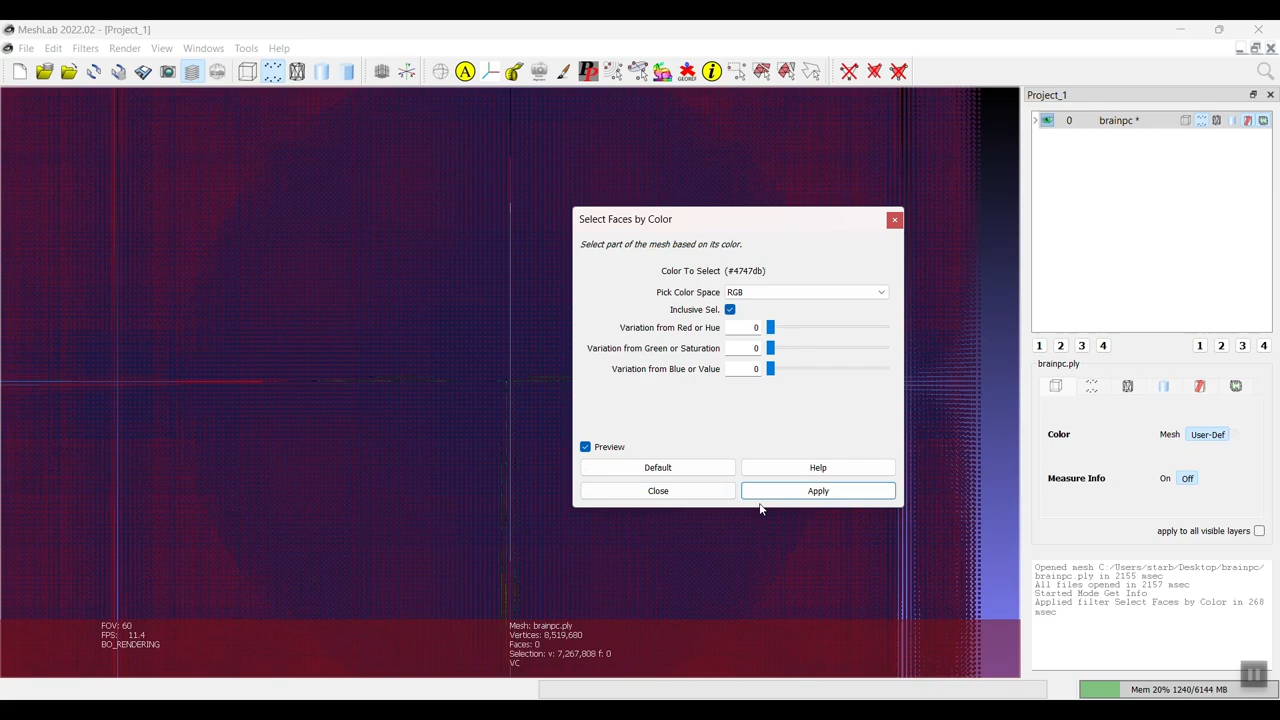 MeshLab 2022.02 - [Project_1]
File Edit Filters Render View Windows Tools Help
A PP GEOREF i
Project_1
0 brainpc *
1 2 3 4 1 2 3 4
brainpc.ply
Color Mesh User-Def
Measure Info On Off
apply to all visible layers
Opened mesh C:/Users/starb/Desktop/brainpc/
brainpc.ply in 2155 msec
All files opened in 2157 msec
Started Mode Get Info
Applied filter Select Faces by Color in 268
msec
Select Faces by Color
Select part of the mesh based on its color.
Color To Select (#4747db)
Pick Color Space RGB
Inclusive Sel.
Variation from Red or Hue 0
Variation from Green or Saturation 0
Variation from Blue or Value 0
Preview
Default Help
Close Apply
FOV: 60
FPS: 11.4
BO_RENDERING
Mesh: brainpc.ply
Vertices: 8,519,680
Faces: 0
Selection: v: 7,267,808 f: 0
VC
Mem 20% 1240/6144 MB